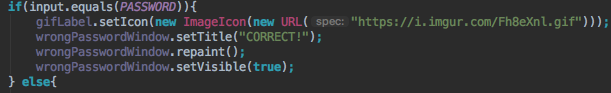 if(input.equals(PASSWORD)){
gifLabel.setIcon(new ImageIcon(new URL( spec: "https://i.imgur.com/Fh8eXnl.gif")));
wrongPasswordWindow.setTitle("CORRECT!");
wrongPasswordWindow.repaint();
wrongPasswordWindow.setVisible(true);
} else{